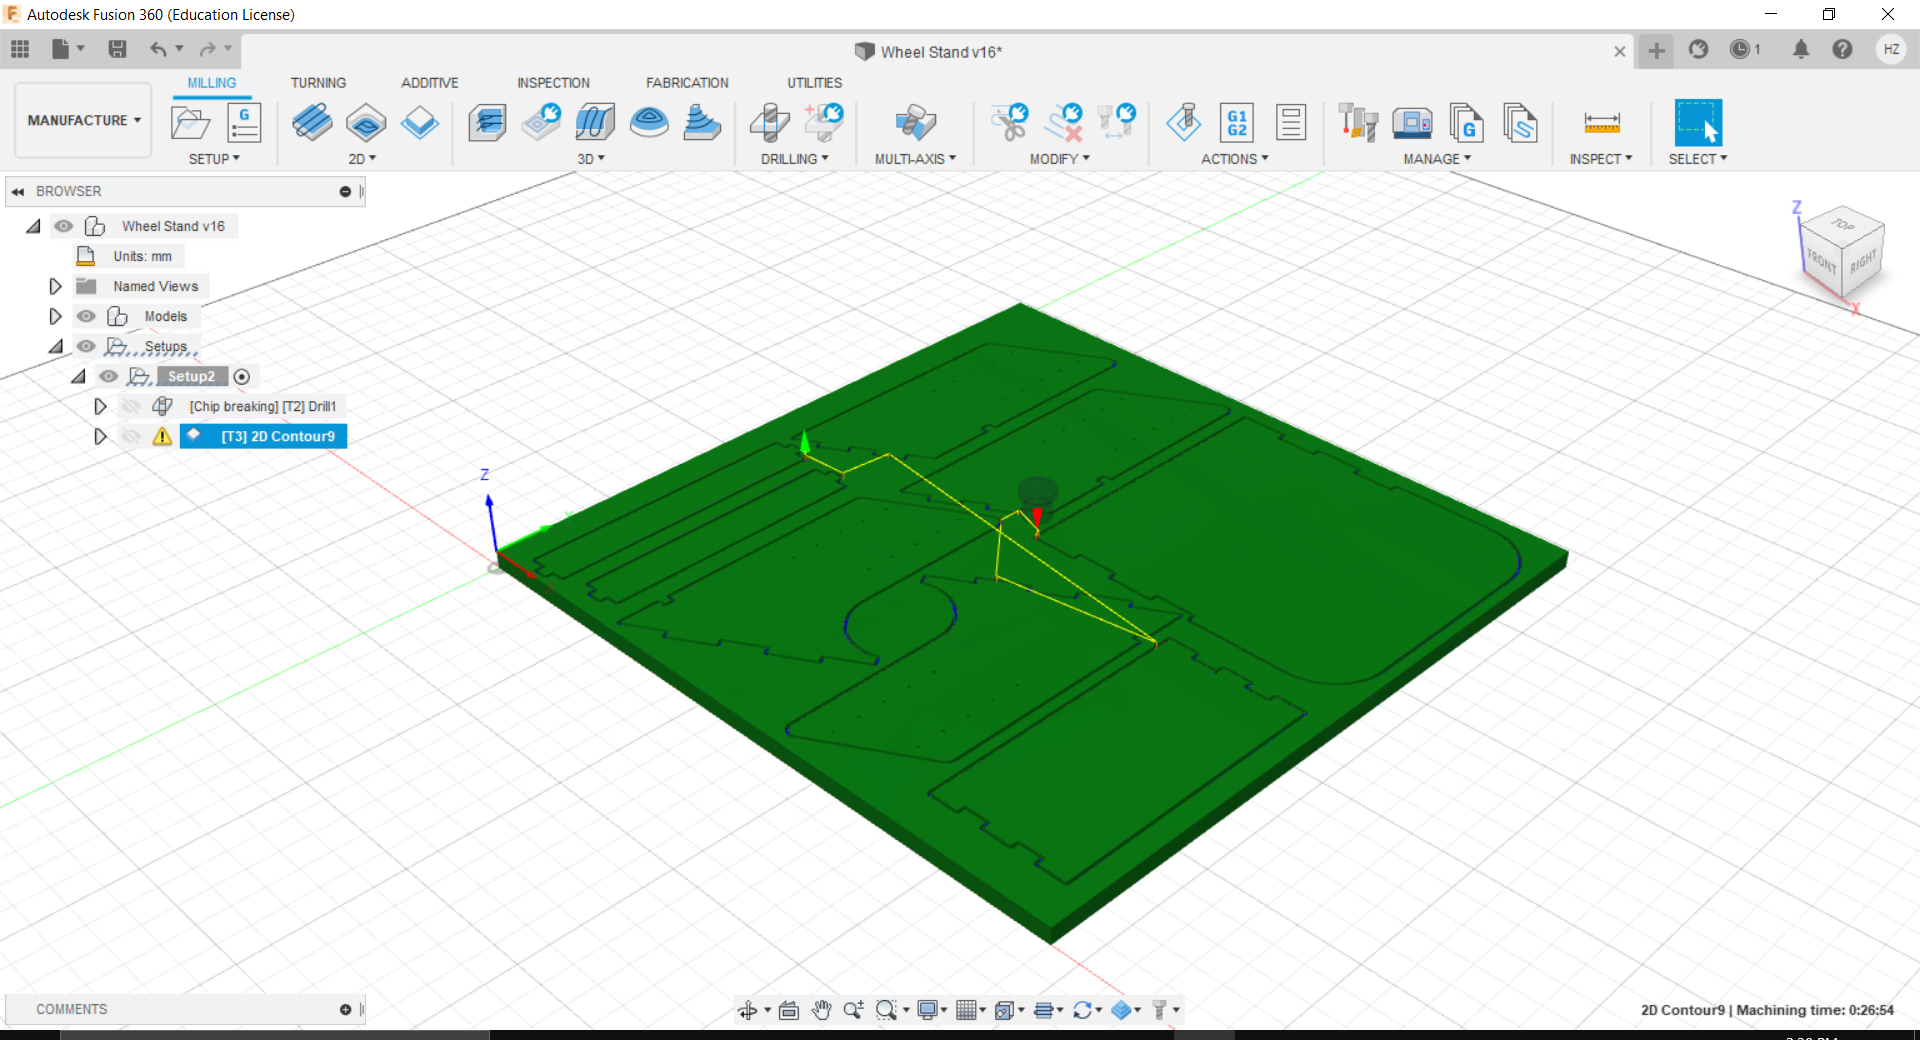 Autodesk Fusion 360 (Education License)
Wheel Stand v16*
1
HZ
MILLING TURNING ADDITIVE INSPECTION FABRICATION UTILITIES
MANUFACTURE
G
G1
G2
G
SETUP 2D 3D DRILLING MULTI-AXIS MODIFY ACTIONS MANAGE INSPECT SELECT
BROWSER
Wheel Stand v16
Units: mm
Named Views
Models
Setups
Setup2
[Chip breaking] [T2] Drill1
[T3] 2D Contour9
Z
TOP
FRONT
RIGHT
X
Z
COMMENTS
2D Contour9 | Machining time: 0:26:54